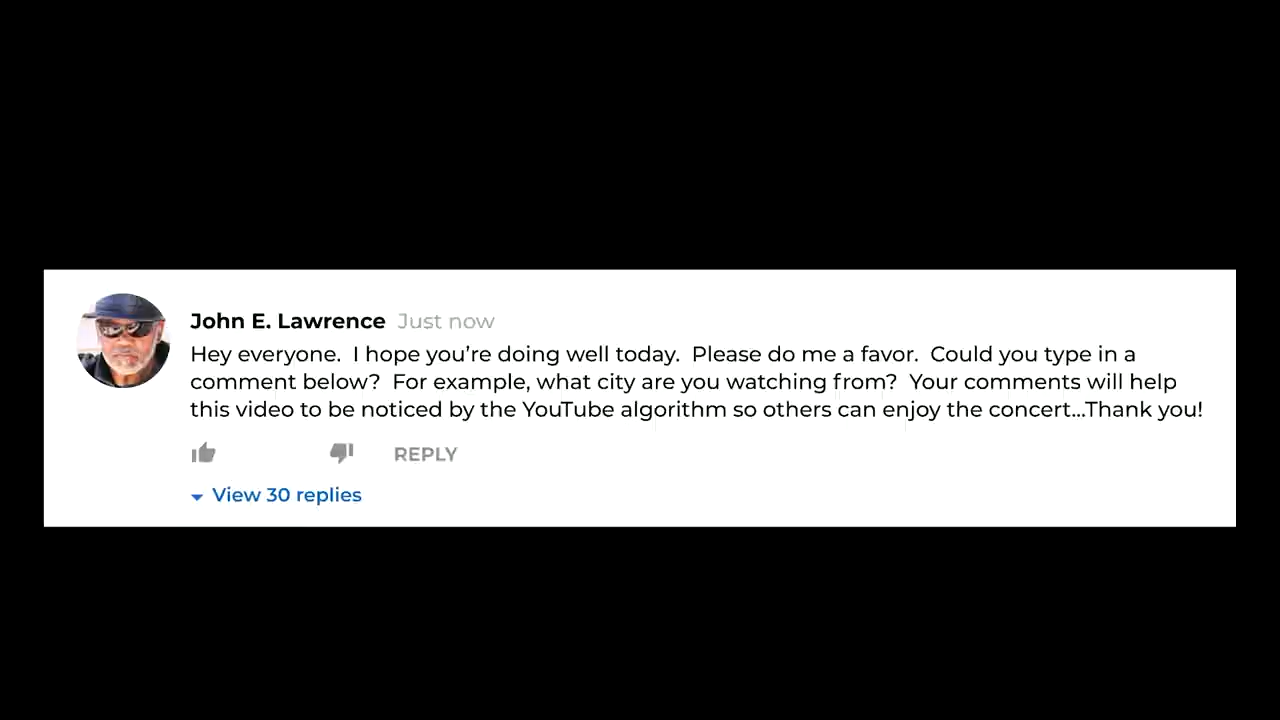 John E. Lawrence Just now
Hey everyone.  I hope you’re doing well today.  Please do me a favor.  Could you type in a
comment below?  For example, what city are you watching from?  Your comments will help
this video to be noticed by the YouTube algorithm so others can enjoy the concert...Thank you!
REPLY
View 30 replies